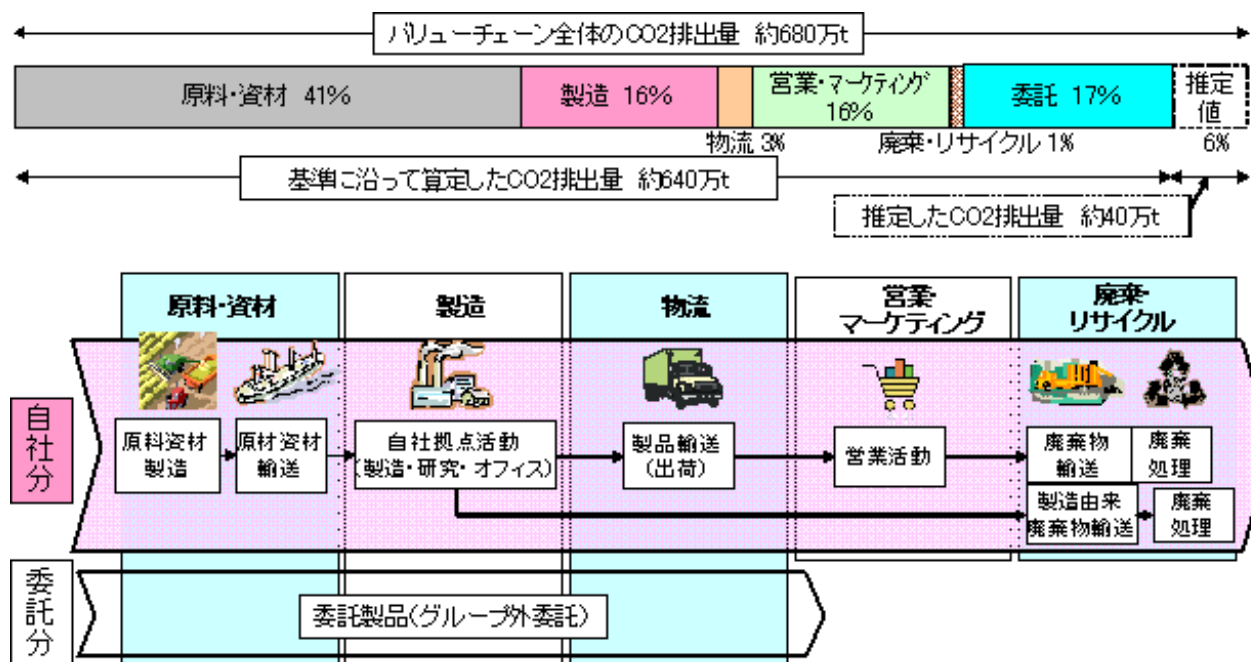 バリューチェーン全体のCO2排出量 約680万t
原料・資材 41%
製造 16%
営業・マーケティング
16%
委託 17%
推定
値
物流 3%
廃棄・リサイクル 1%
6%
基準に沿って算定したCO2排出量 約640万t
推定したCO2排出量 約40万t
原料・資材
製造
物流
営業・
マーケティング
廃棄・
リサイクル
自社分
原料資材
製造
原材資材
輸送
自社拠点活動
(製造・研究・オフィス)
製品輸送
(出荷)
営業活動
廃棄物
輸送
廃棄
処理
製造由来
廃棄物輸送
廃棄
処理
委託分
委託製品(グループ外委託)